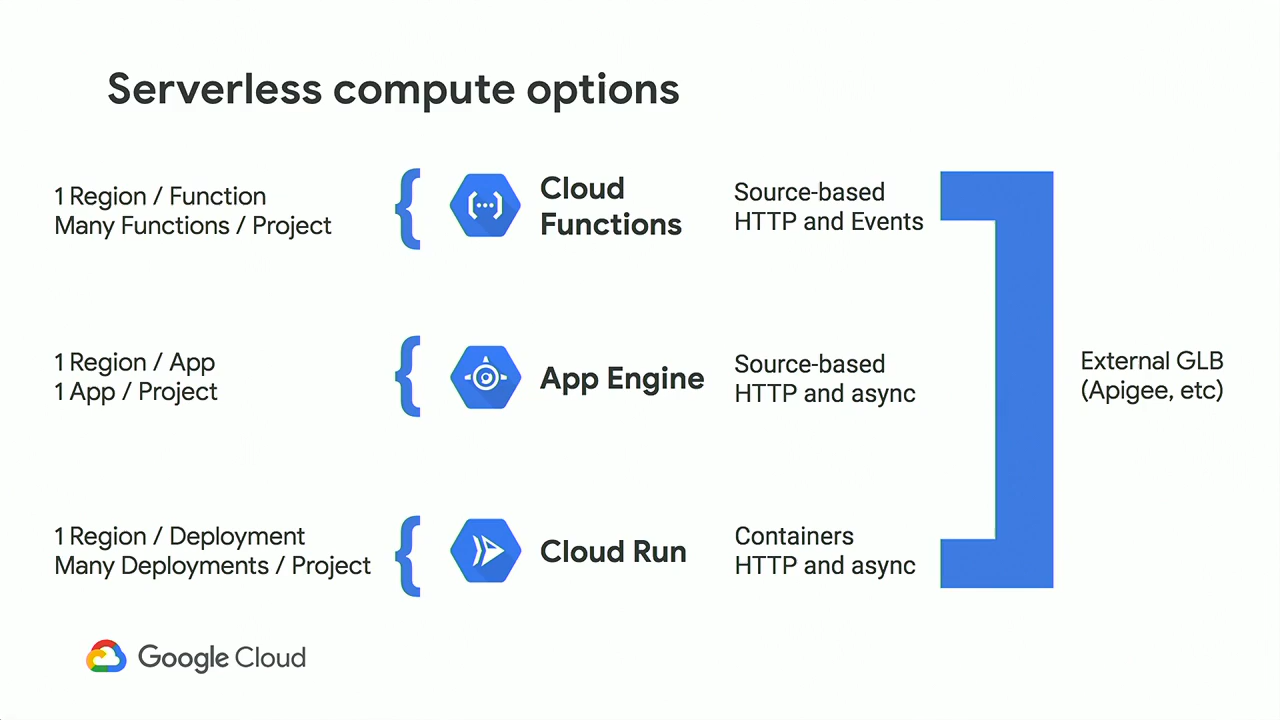 Serverless compute options
1 Region / Function
Many Functions / Project
Cloud
Functions
Source-based
HTTP and Events
1 Region / App
1 App / Project
App Engine
Source-based
HTTP and async
External GLB
(Apigee, etc)
1 Region / Deployment
Many Deployments / Project
Cloud Run
Containers
HTTP and async
Google Cloud